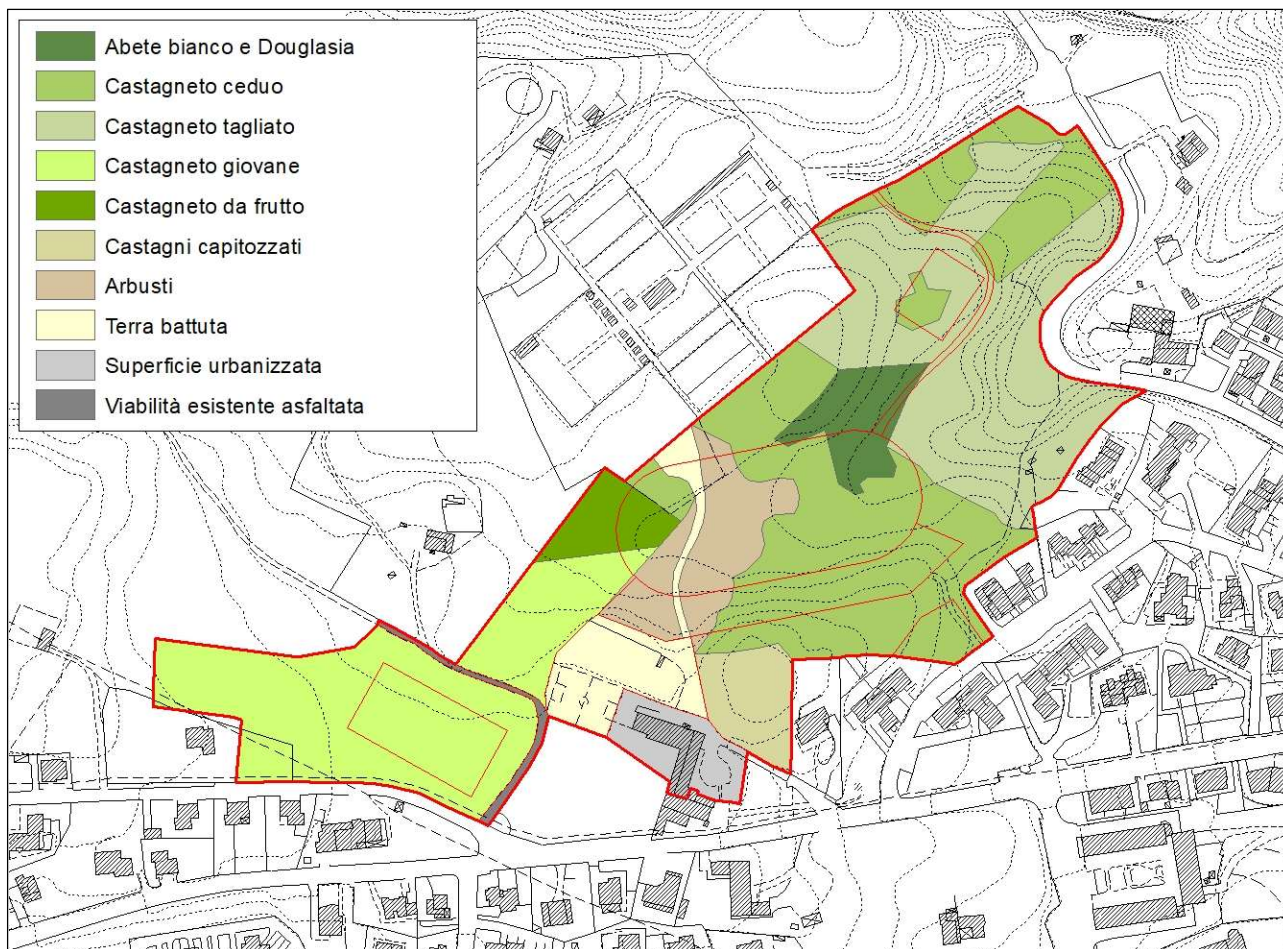 Abete bianco e Douglasia
Castagneto ceduo
Castagneto tagliato
Castagneto giovane
Castagneto da frutto
Castagni capitozzati
Arbusti
Terra battuta
Superficie urbanizzata
Viabilità esistente asfaltata